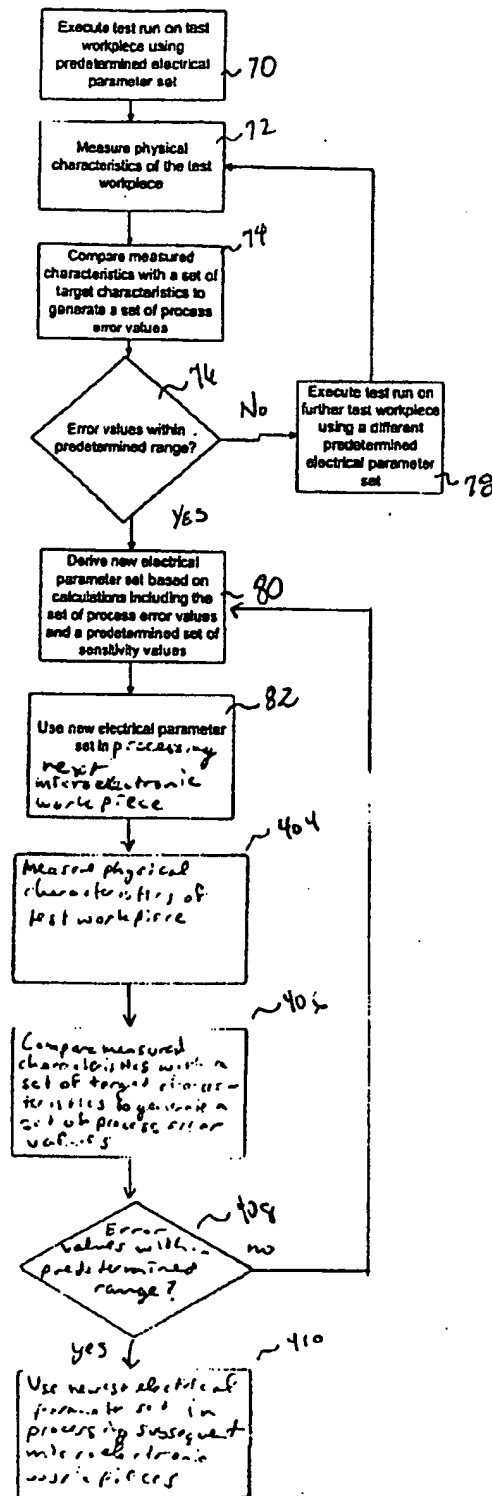 Execute test run on test
workpiece using
predetermined electrical
parameter set
70
72
Measure physical
characteristics of the test
workpiece
74
Compare measured
characteristics with a set of
target characteristics to
generate a set of process
error values
76
Error values within
predetermined range?
No
Execute test run on
further test workpiece
using a different
predetermined
electrical parameter
set
78
YES
Derive new electrical
parameter set based on
calculations including the
set of process error values
and a predetermined set of
sensitivity values
80
82
Use new electrical parameter
set in processing
next
microelectronic
workpiece
404
Measure physical
characteristics of
test workpiece
406
Compare measured
characteristics with a
set of target charac-
teristics to generate a
set of process error
values
408
Error
values within
predetermined
range?
no
yes
410
Use newest electrical
parameter set in
processing subsequent
microelectronic
workpieces